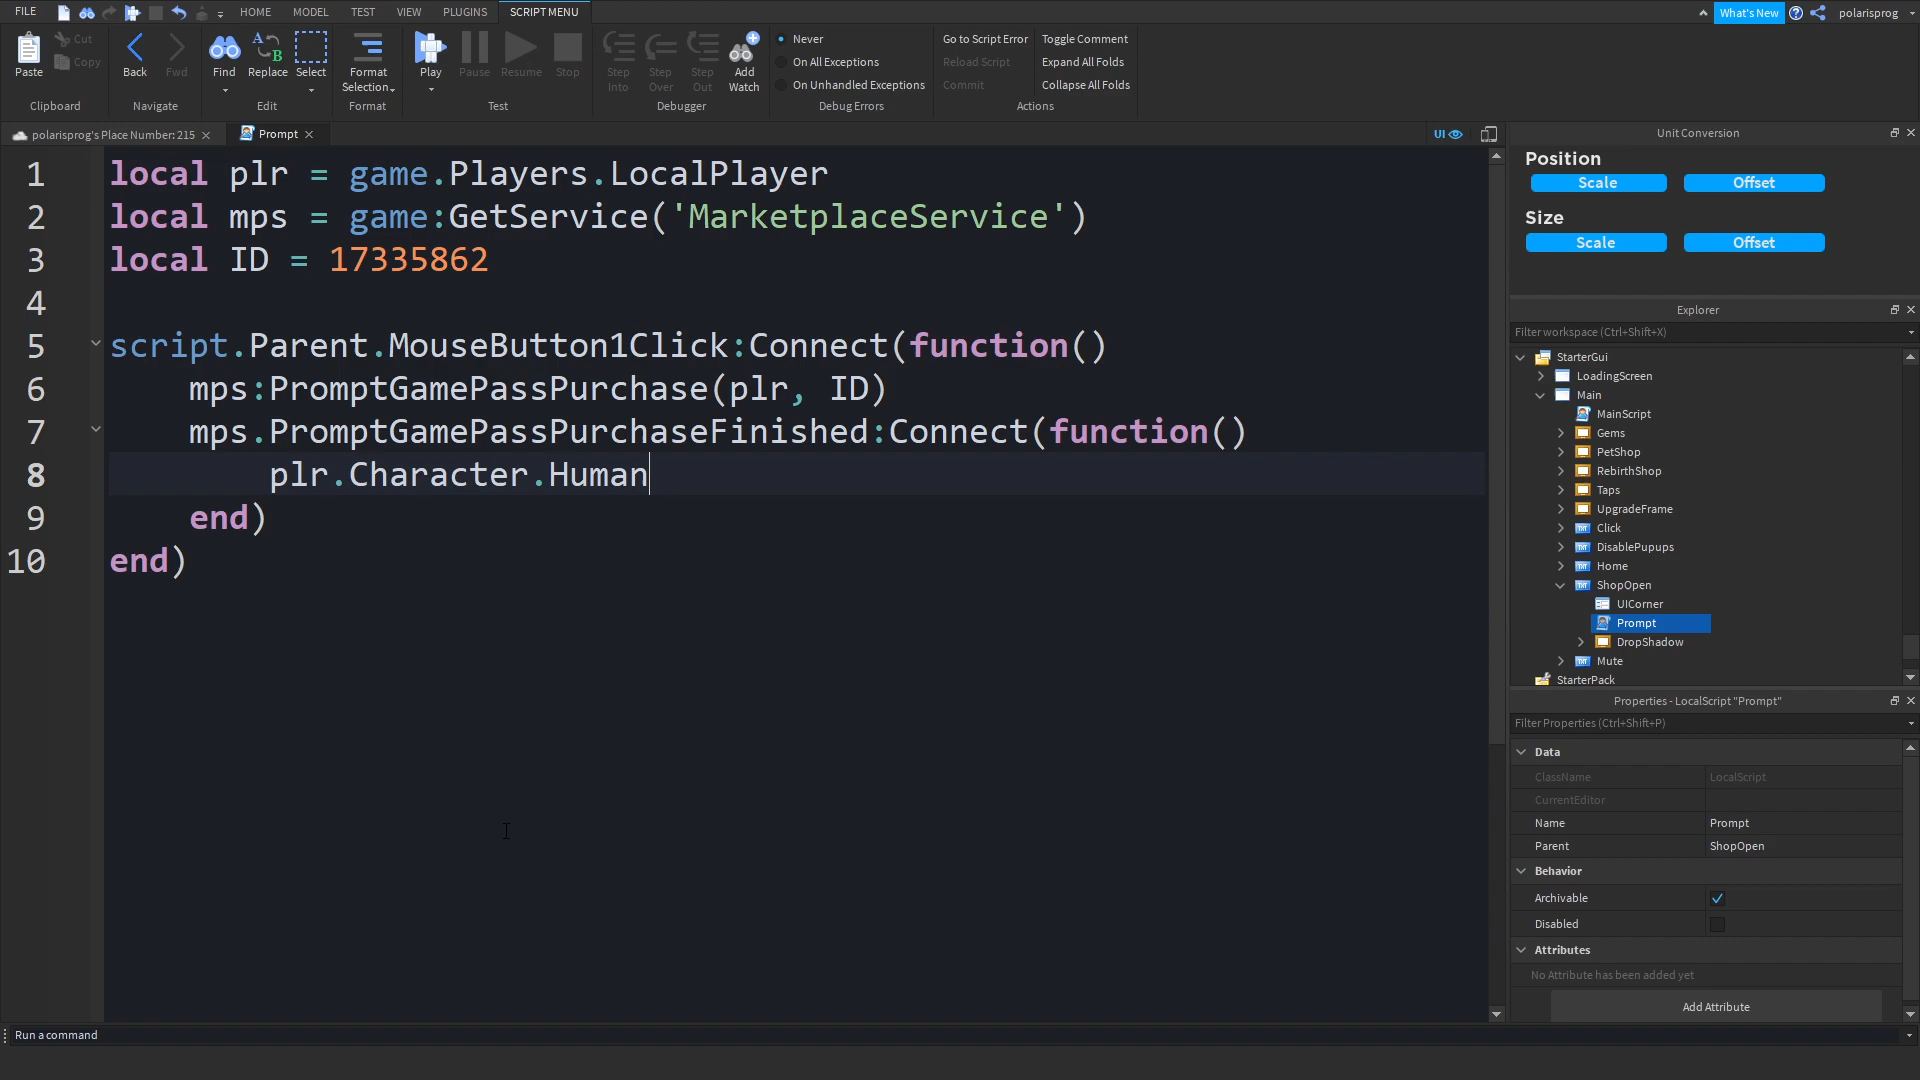 FILE HOME MODEL TEST VIEW PLUGINS SCRIPT MENU What's New polarisprog
Paste Cut Copy Clipboard
Back Fwd Navigate
Find Replace Select Edit
Format Selection Format
Play Pause Resume Stop Test
Step Into Step Over Step Out Add Watch Debugger
Never
On All Exceptions
On Unhandled Exceptions
Debug Errors
Go to Script Error Toggle Comment
Reload Script Expand All Folds
Commit Collapse All Folds
Actions
polarisprog's Place Number: 215 Prompt UI
1 local plr = game.Players.LocalPlayer
2 local mps = game:GetService('MarketplaceService')
3 local ID = 17335862
4
5 script.Parent.MouseButton1Click:Connect(function()
6 mps:PromptGamePassPurchase(plr, ID)
7 mps.PromptGamePassPurchaseFinished:Connect(function()
8 plr.Character.Human
9 end)
10 end)
Unit Conversion
Position
Scale Offset
Size
Scale Offset
Explorer
Filter workspace (Ctrl+Shift+X)
StarterGui
LoadingScreen
Main
MainScript
Gems
PetShop
RebirthShop
Taps
UpgradeFrame
Click
DisablePupups
Home
ShopOpen
UICorner
Prompt
DropShadow
Mute
StarterPack
Properties - LocalScript "Prompt"
Filter Properties (Ctrl+Shift+P)
Data
ClassName LocalScript
CurrentEditor
Name Prompt
Parent ShopOpen
Behavior
Archivable
Disabled
Attributes
No Attribute has been added yet
Add Attribute
Run a command